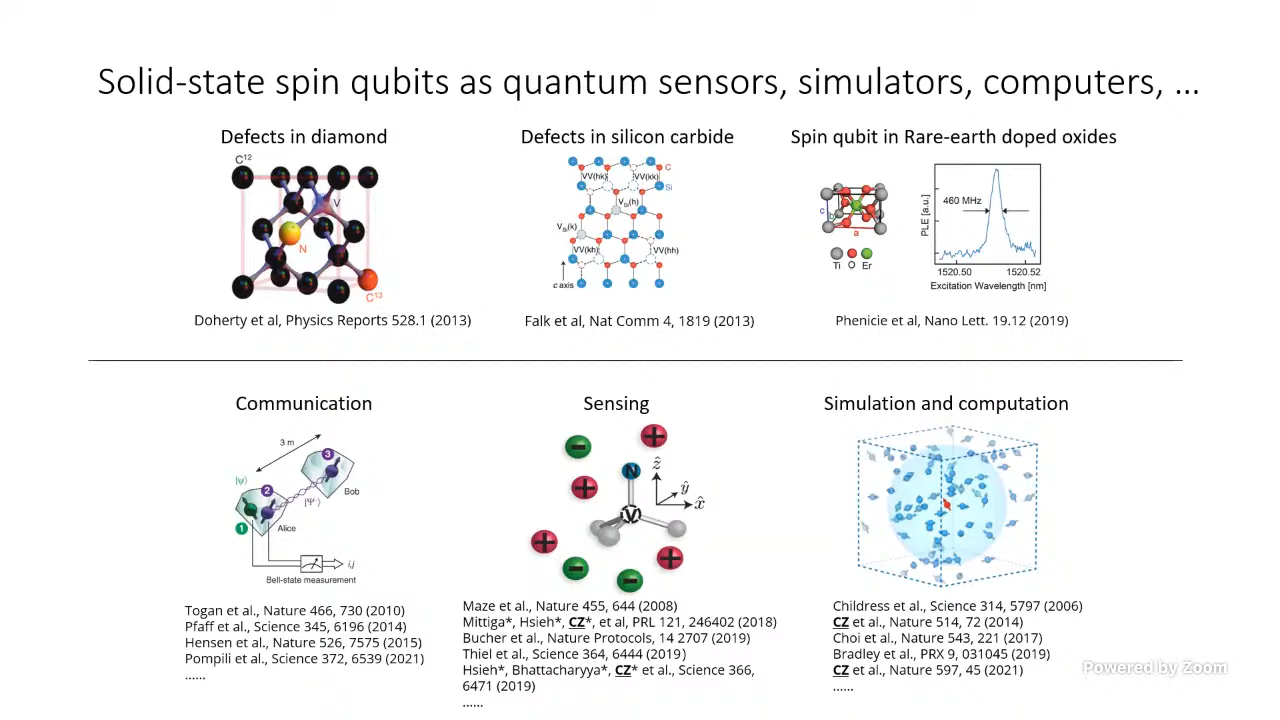 Solid-state spin qubits as quantum sensors, simulators, computers, ...
Defects in diamond
C12
V
N
C13
Doherty et al, Physics Reports 528.1 (2013)
Defects in silicon carbide
C
Si
VV(hk)
VV(kk)
VSi(h)
VSi(k)
VV(kh)
VV(hh)
c axis
Falk et al, Nat Comm 4, 1819 (2013)
Spin qubit in Rare-earth doped oxides
c
b
a
Ti O Er
460 MHz
PLE [a.u.]
1520.50 1520.52
Excitation Wavelength [nm]
Phenicie et al, Nano Lett. 19.12 (2019)
Communication
3 m
3
|ψ⟩
2
|Ψ⁻⟩
Bob
1
Alice
i,j
Bell-state measurement
Togan et al., Nature 466, 730 (2010)
Pfaff et al., Science 345, 6196 (2014)
Hensen et al., Nature 526, 7575 (2015)
Pompili et al., Science 372, 6539 (2021)
......
Sensing
N
V
ẑ
ŷ
x̂
Maze et al., Nature 455, 644 (2008)
Mittiga*, Hsieh*, CZ*, et al, PRL 121, 246402 (2018)
Bucher et al., Nature Protocols, 14 2707 (2019)
Thiel et al., Science 364, 6444 (2019)
Hsieh*, Bhattacharyya*, CZ* et al., Science 366,
6471 (2019)
......
Simulation and computation
Childress et al., Science 314, 5797 (2006)
CZ et al., Nature 514, 72 (2014)
Choi et al., Nature 543, 221 (2017)
Bradley et al., PRX 9, 031045 (2019)
CZ et al., Nature 597, 45 (2021)
......
Powered by Zoom